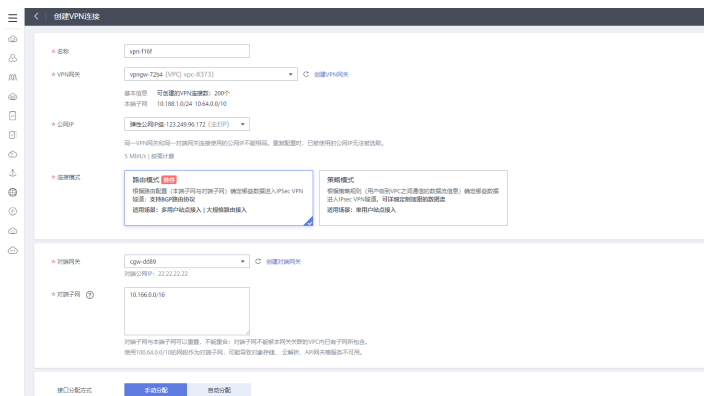 创建VPN连接
* 名称
vpn-f16f
* VPN网关
vpngw-72b4 (VPC| vpc-8373)
创建VPN网关
基本信息 可创建的VPN连接数：200个
本端子网 10.188.1.0/24 10.64.0.0/10
* 公网IP
弹性公网IP组-123.249.96.172 (主EIP)
同一VPN网关和同一对端网关连接使用的公网IP不能相同。重复配置时，已被使用的公网IP无法被选取。
5 Mbit/s | 按需计费
* 连接模式
路由模式 推荐
根据路由配置（本端子网与对端子网）确定哪些数据进入IPSec VPN
隧道；支持BGP路由协议
适用场景：多用户站点接入 | 大规模路由接入
策略模式
根据策略规则（用户侧到VPC之间通信的数据流信息）确定哪些数据
进入IPsec VPN隧道，可详细定制加密的数据流
适用场景：单用户站点接入
* 对端网关
cgw-dd89
创建对端网关
对端公网IP：22.22.22.22
* 对端子网 ?
10.166.0.0/16
对端子网与本端子网可以重叠，不能重合；对端子网不能被本网关关联的VPC内已有子网所包含。
使用100.64.0.0/10的网段作为对端子网，可能导致对象存储、云解析、API网关等服务不可用。
接口分配方式
手动分配
自动分配